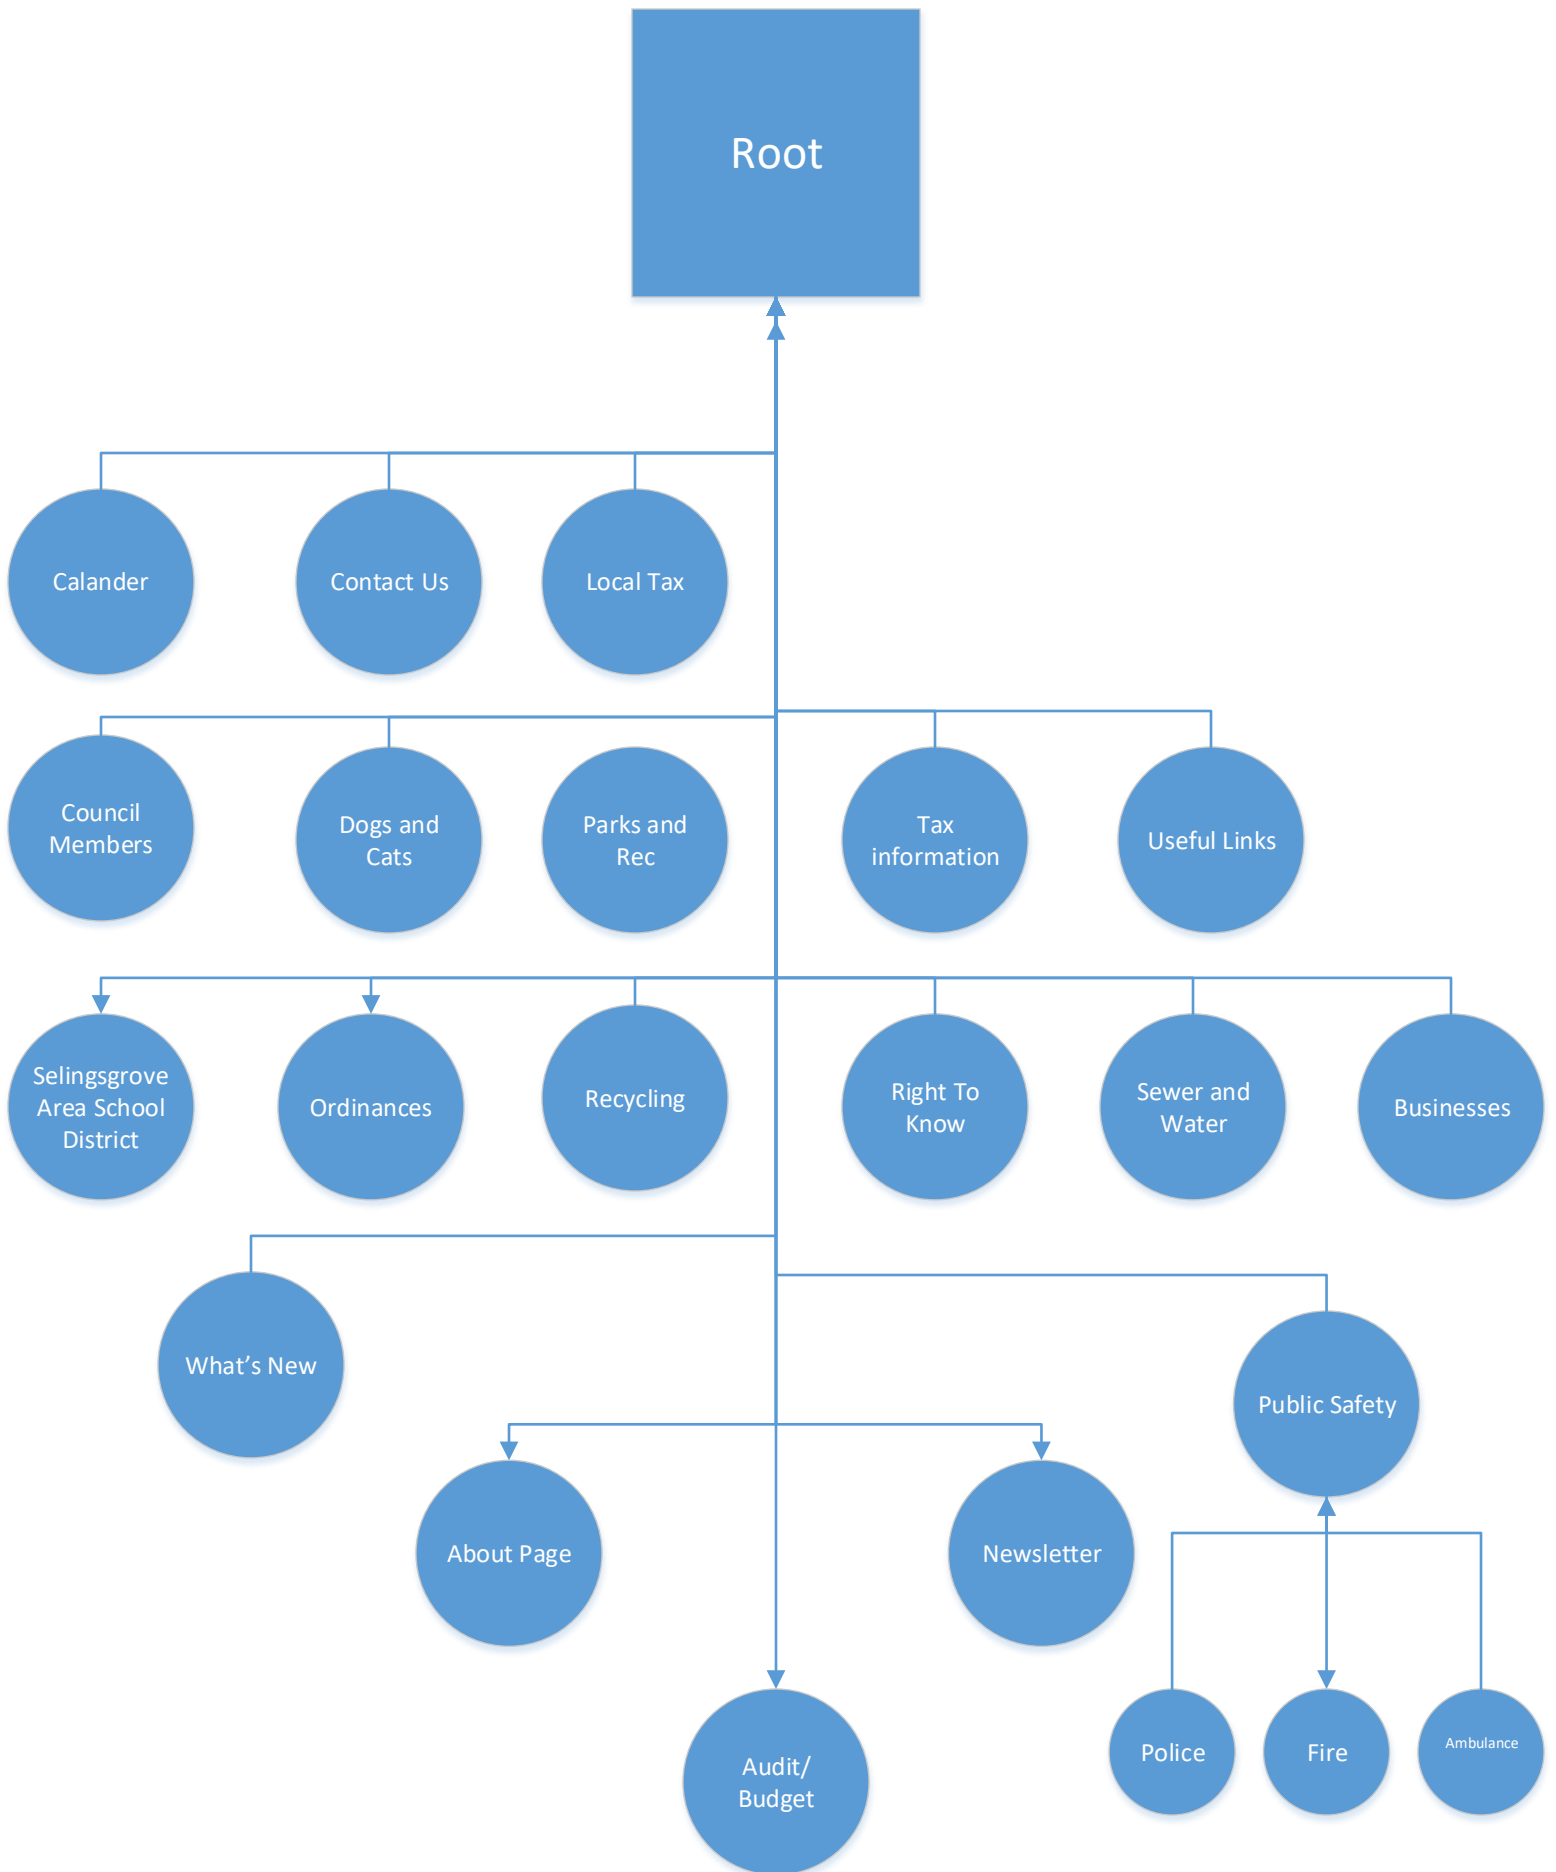 Root
Calander
Contact Us
Local Tax
Council
Members
Dogs and
Cats
Parks and
Rec
Tax
information
Useful Links
Selingsgrove
Area School
District
Ordinances
Recycling
Right To
Know
Sewer and
Water
Businesses
What’s New
Public Safety
About Page
Newsletter
Audit/
Budget
Police
Fire
Ambulance